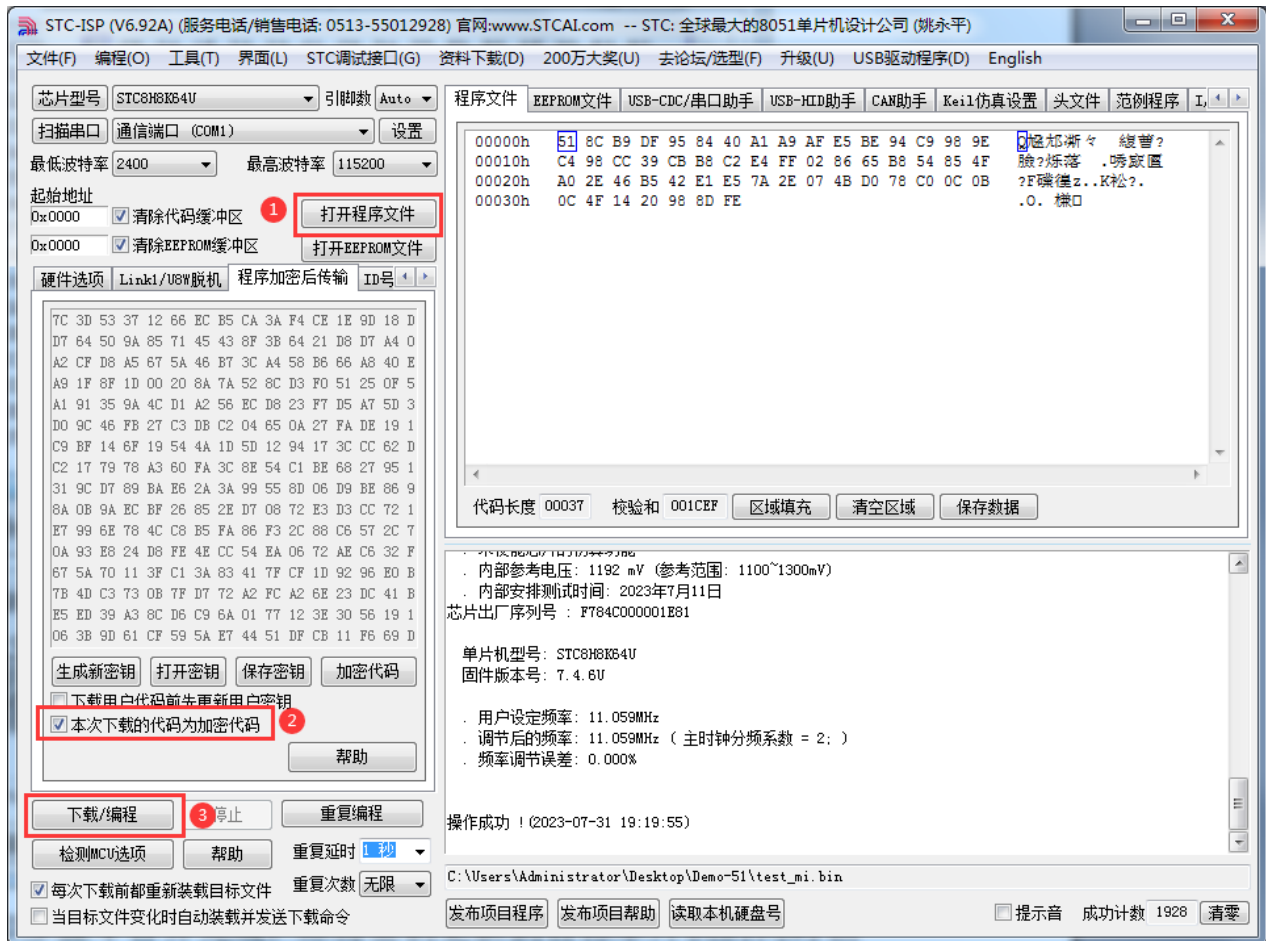 STC-ISP (V6.92A) (服务电话/销售电话: 0513-55012928) 官网:www.STCAI.com -- STC: 全球最大的8051单片机设计公司 (姚永平)
文件(F) 编程(O) 工具(T) 界面(L) STC调试接口(G) 资料下载(D) 200万大奖(U) 去论坛/选型(F) 升级(U) USB驱动程序(D) English
芯片型号 STC8H8K64U 引脚数 Auto
扫描串口 通信端口 (COM1) 设置
最低波特率 2400 最高波特率 115200
起始地址
0x0000 清除代码缓冲区 1 打开程序文件
0x0000 清除EEPROM缓冲区 打开EEPROM文件
硬件选项 Link1/U8W脱机 程序加密后传输 ID号
7C 3D 53 37 12 66 EC B5 CA 3A F4 CE 1E 9D 18 D
D7 64 50 9A 85 71 45 43 8F 3B 64 21 D8 D7 A4 0
A2 CF D8 A5 67 5A 46 B7 3C A4 58 B6 66 A8 40 E
A9 1F 8F 1D 00 20 8A 7A 52 8C D3 F0 51 25 0F 5
A1 91 35 9A 4C D1 A2 56 EC D8 23 F7 D5 A7 5D 3
D0 9C 46 FB 27 C3 DB C2 04 65 0A 27 FA DE 19 1
C9 BF 14 6F 19 54 4A 1D 5D 12 94 17 3C CC 62 D
C2 17 79 78 A3 60 FA 3C 8E 54 C1 BE 68 27 95 1
31 9C D7 89 BA E6 2A 3A 99 55 8D 06 D9 BE 86 9
8A 0B 9A EC BF 26 85 2E D7 08 72 E3 D3 CC 72 1
E7 99 6E 78 4C C8 B5 FA 86 F3 2C 88 C6 57 2C 7
0A 93 E8 24 D8 FE 4E CC 54 EA 06 72 AE C6 32 F
67 5A 70 11 3F C1 3A 83 41 7F CF 1D 92 96 E0 B
7B 4D C3 73 0B 7F D7 72 A2 FC A2 6E 23 DC 41 B
E5 ED 39 A3 8C D6 C9 6A 01 77 12 3E 30 56 19 1
06 3B 9D 61 CF 59 5A E7 44 51 DF CB 11 F6 69 D
生成新密钥 打开密钥 保存密钥 加密代码
下载用户代码前先更新用户密钥
本次下载的代码为加密代码 2
帮助
下载/编程 3 停止 重复编程
检测MCU选项 帮助 重复延时 1 秒
每次下载前都重新装载目标文件 重复次数 无限
当目标文件变化时自动装载并发送下载命令
程序文件 EEPROM文件 USB-CDC/串口助手 USB-HID助手 CAN助手 Keil仿真设置 头文件 范例程序 I,
00000h 51 8C B9 DF 95 84 40 A1 A9 AF E5 BE 94 C9 98 9E
00010h C4 98 CC 39 CB B8 C2 E4 FF 02 86 65 B8 54 85 4F
00020h A0 2E 46 B5 42 E1 E5 7A 2E 07 4B D0 78 C0 0C 0B
00030h 0C 4F 14 20 98 8D FE .O.
代码长度 00037 校验和 001CEF 区域填充 清空区域 保存数据
. 内部参考电压: 1192 mV (参考范围: 1100~1300mV)
. 内部安排测试时间: 2023年7月11日
芯片出厂序列号 : F784C000001E81
单片机型号: STC8H8K64U
固件版本号: 7.4.6U
. 用户设定频率: 11.059MHz
. 调节后的频率: 11.059MHz ( 主时钟分频系数 = 2; )
. 频率调节误差: 0.000%
操作成功 !(2023-07-31 19:19:55)
C:\Users\Administrator\Desktop\Demo-51\test_mi.bin
发布项目程序 发布项目帮助 读取本机硬盘号 提示音 成功计数 1928 清零